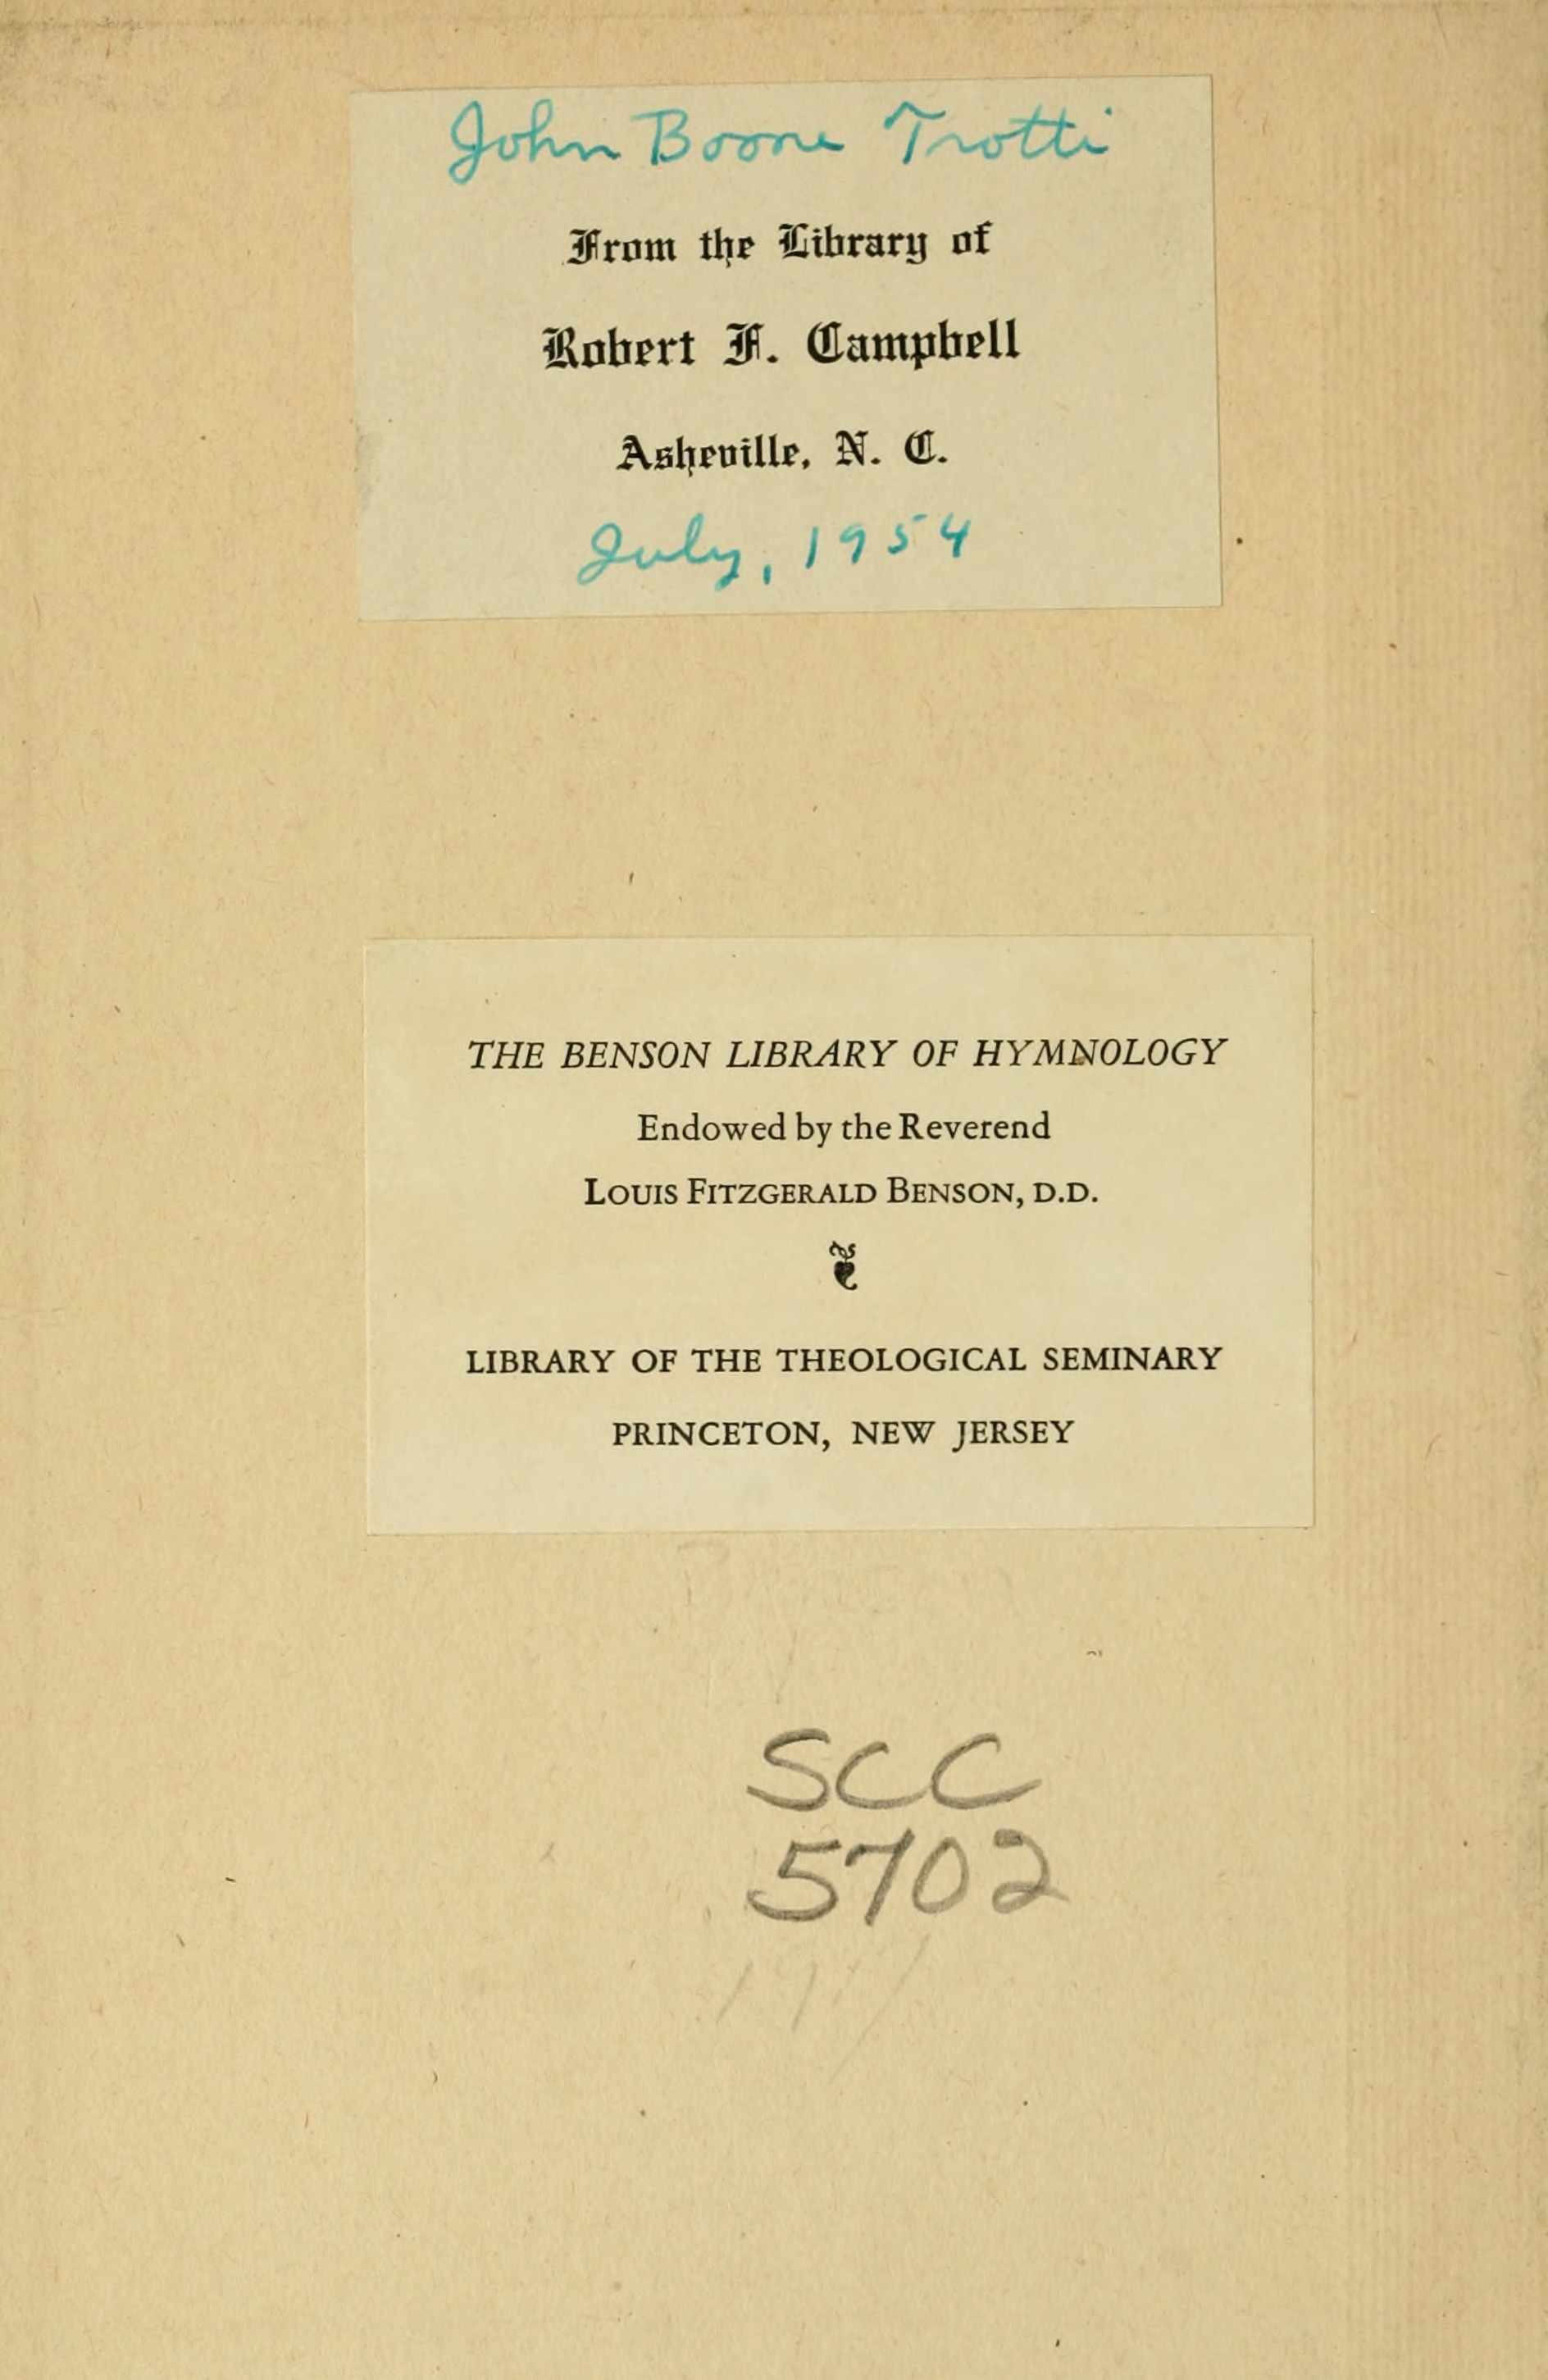 John Boone Trotti
From the Library of
Robert F. Campbell
Asheville, N. C.
July, 1954
THE BENSON LIBRARY OF HYMNOLOGY
Endowed by the Reverend
LOUIS FITZGERALD BENSON, D.D.
LIBRARY OF THE THEOLOGICAL SEMINARY
PRINCETON, NEW JERSEY
SCC
5702